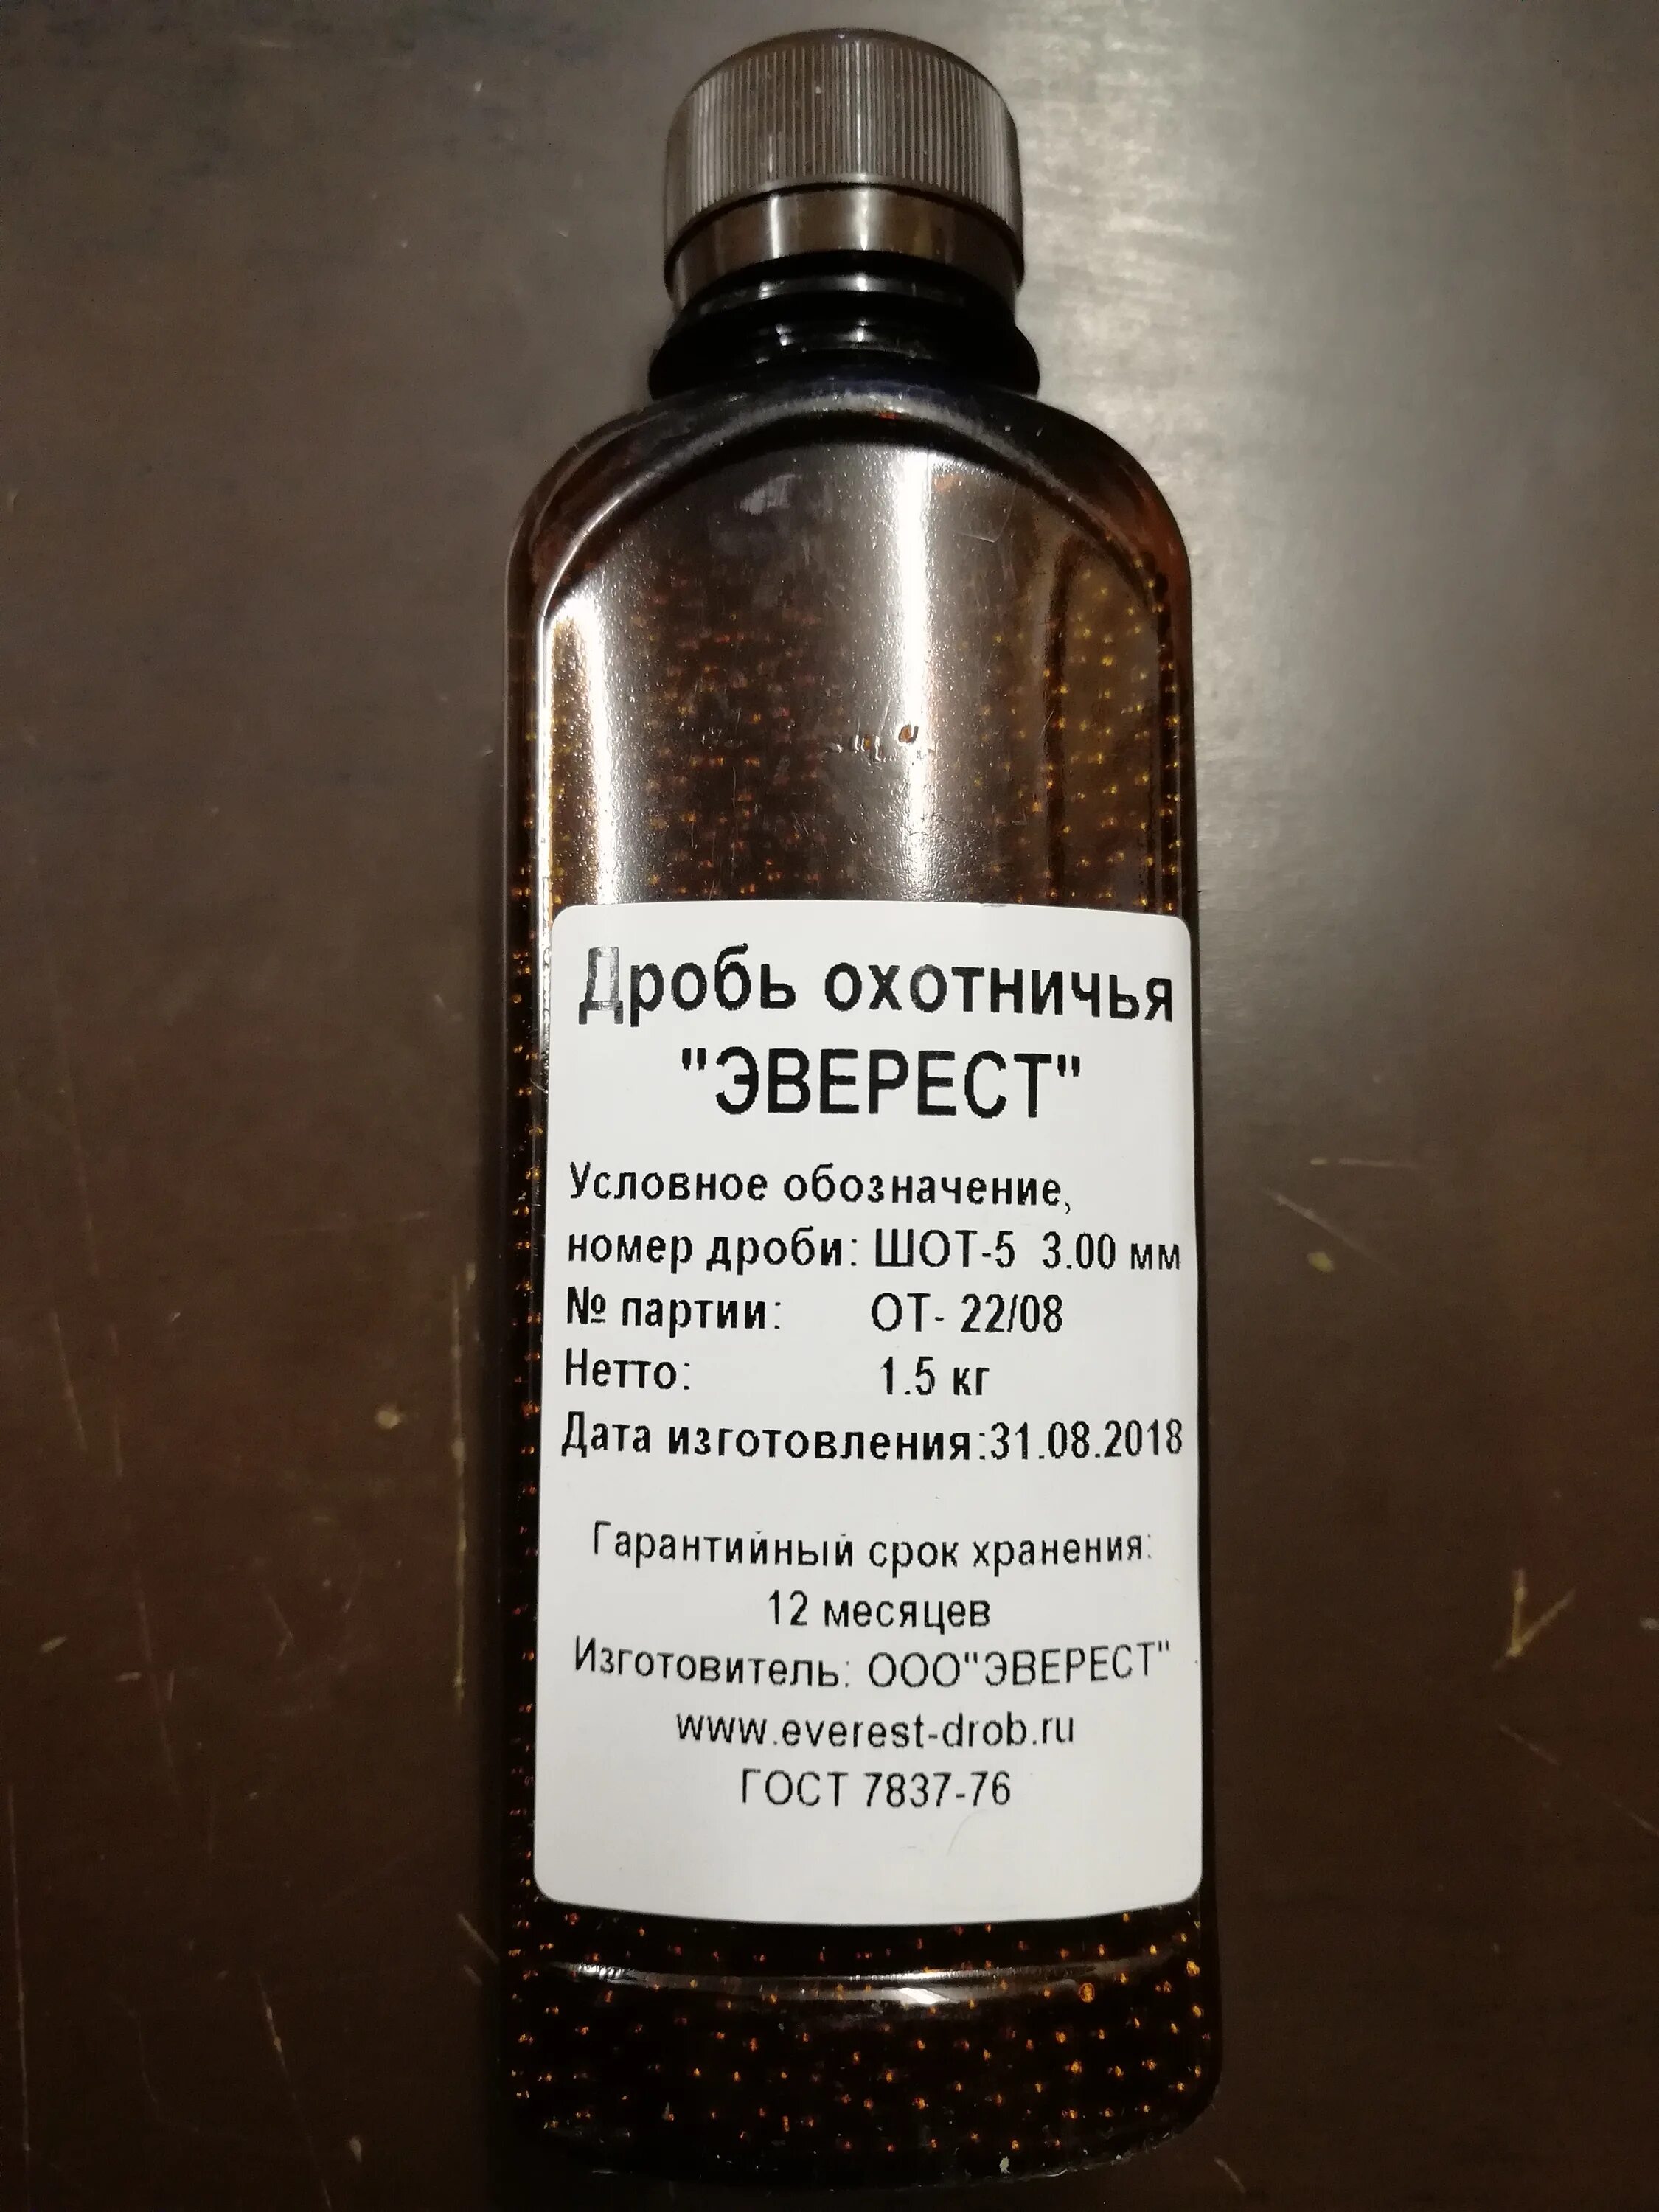 Дробь охотничья
"ЭВЕРЕСТ"
Условное обозначение,
номер дроби: ШОТ-5 3.00 мм
№ партии: ОТ- 22/08
Нетто: 1.5 кг
Дата изготовления:31.08.2018
Гарантийный срок хранения:
12 месяцев
Изготовитель: ООО"ЭВЕРЕСТ"
www.everest-drob.ru
ГОСТ 7837-76